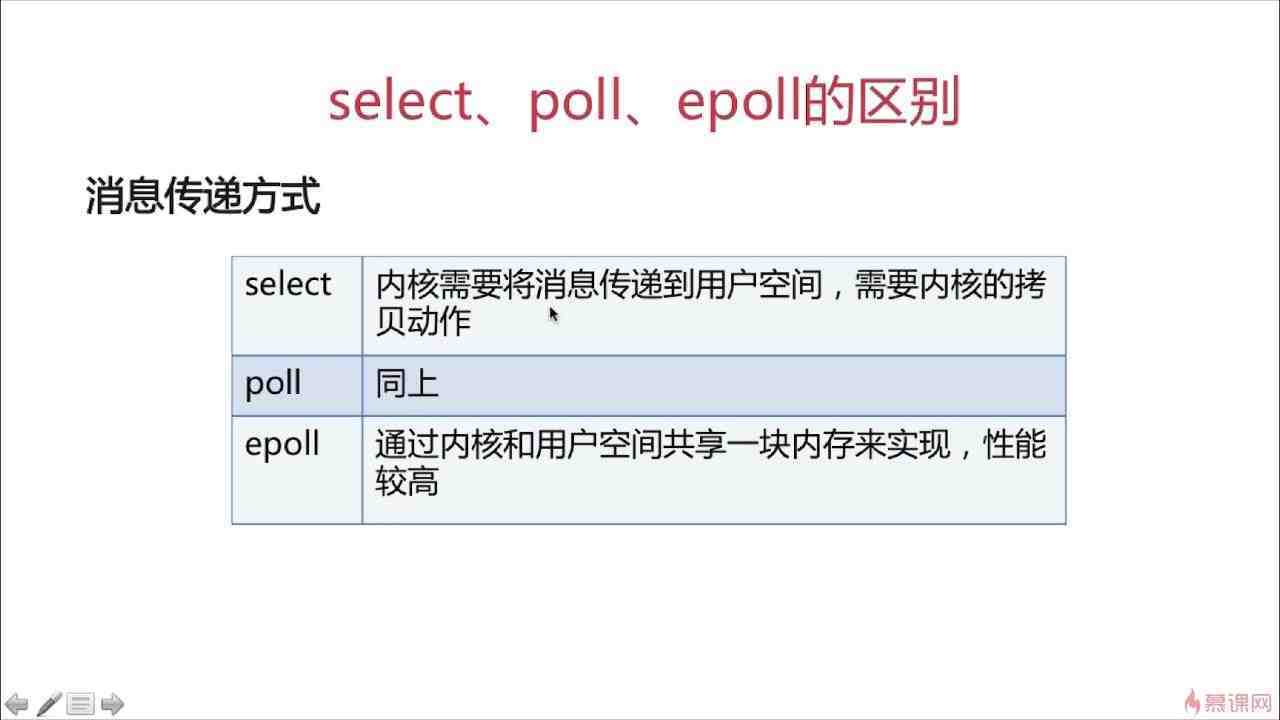 select、poll、epoll的区别
消息传递方式
select
内核需要将消息传递到用户空间，需要内核的拷
贝动作
poll
同上
epoll
通过内核和用户空间共享一块内存来实现，性能
较高
慕课网